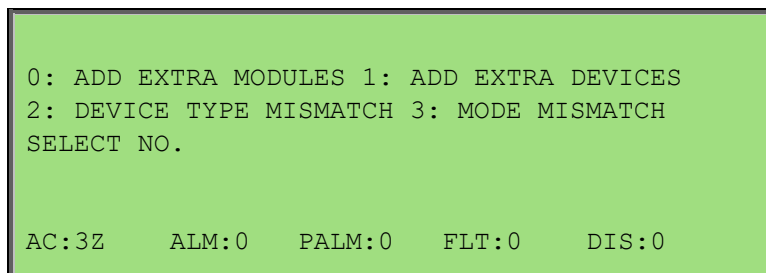 0: ADD EXTRA MODULES 1: ADD EXTRA DEVICES
2: DEVICE TYPE MISMATCH 3: MODE MISMATCH
SELECT NO.
AC:3Z ALM:0 PALM:0 FLT:0 DIS:0